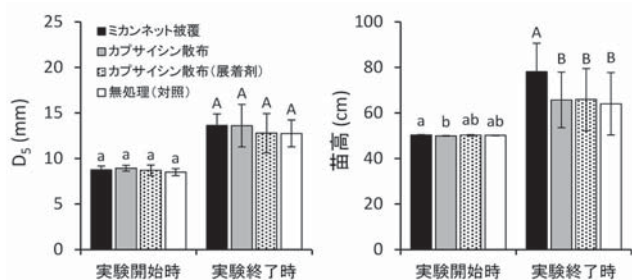 25
20
15
10
5
0
D5 (mm)
■ミカンネット被覆
カプサイシン散布
カプサイシン散布(展着剤)
無処理(対照)
a a a a
A A A A
実験開始時 実験終了時
100
80
60
40
20
0
苗高 (cm)
a b ab ab
A B B B
実験開始時 実験終了時